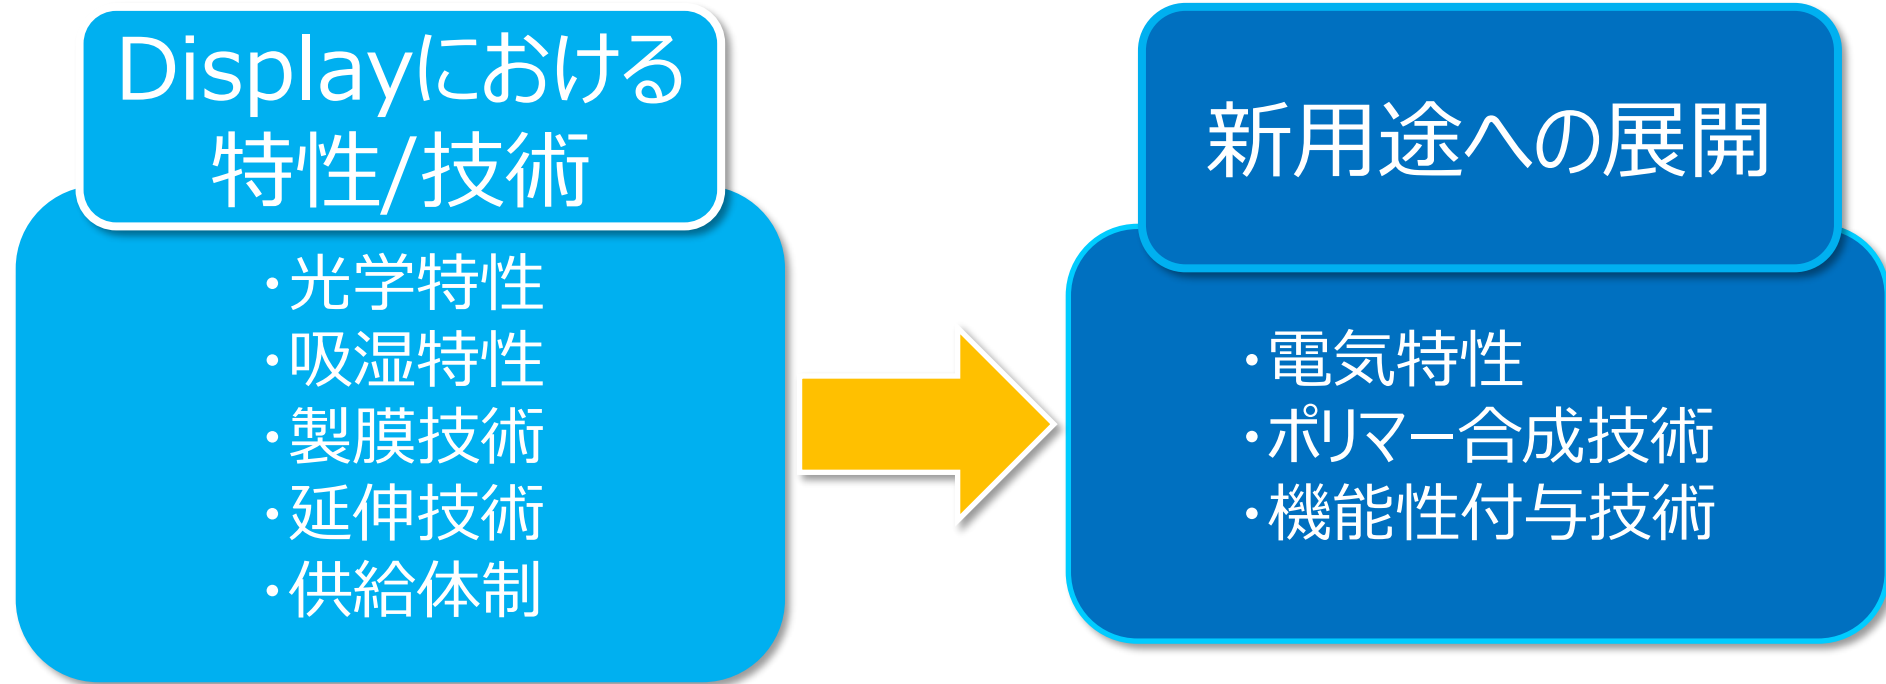 Displayにおける
特性/技術
・光学特性
・吸湿特性
・製膜技術
・延伸技術
・供給体制
新用途への展開
・電気特性
・ポリマー合成技術
・機能性付与技術